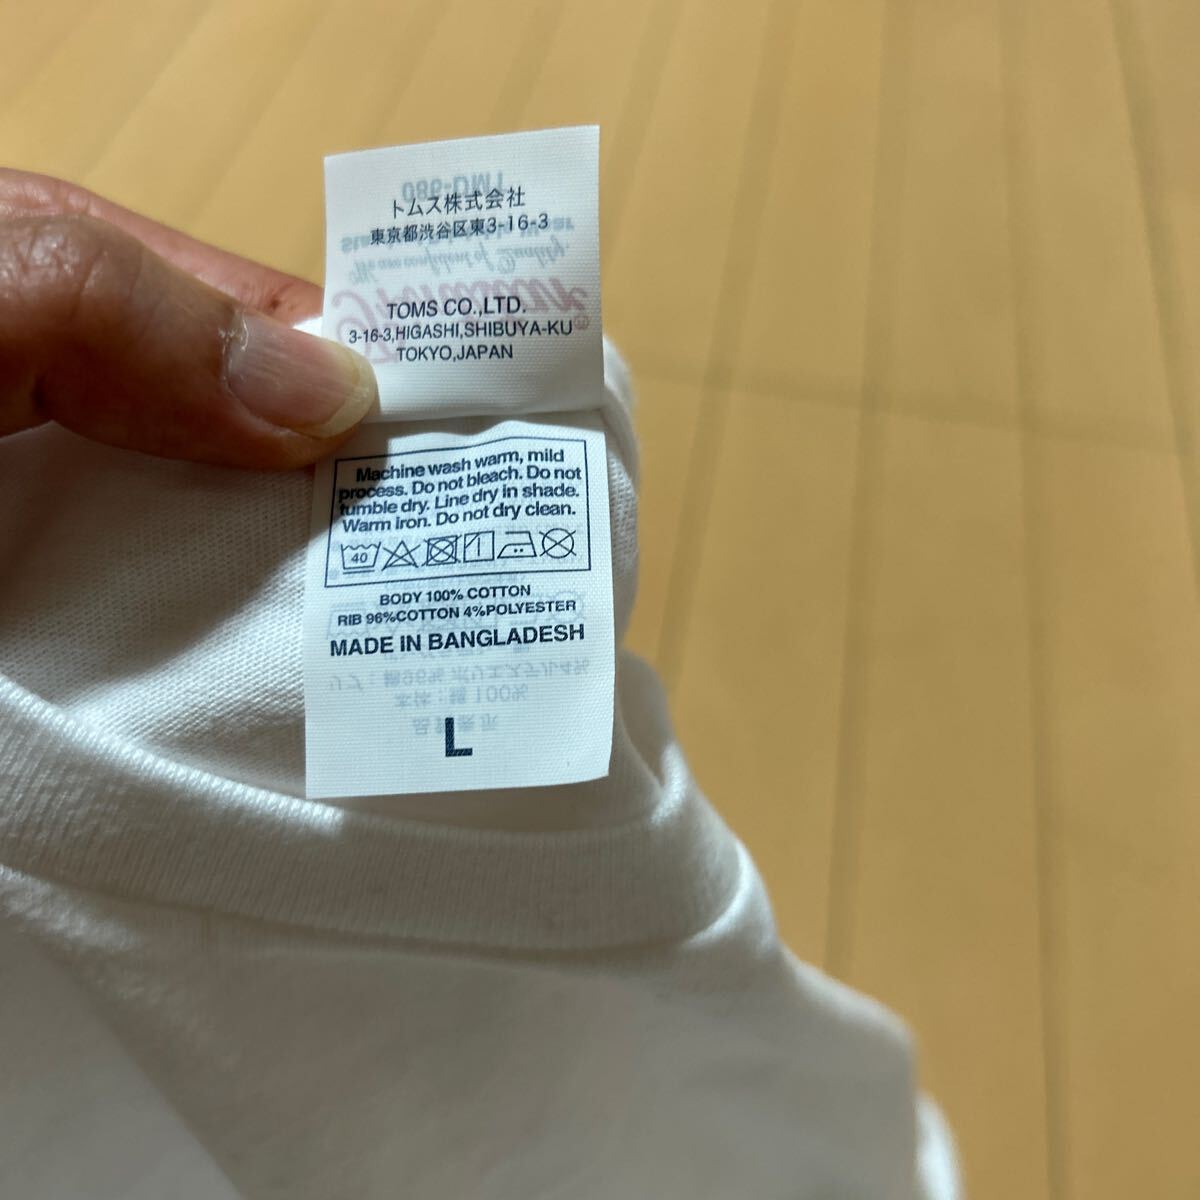 トムス株式会社
東京都渋谷区東3-16-3
TOMS CO.,LTD.
3-16-3,HIGASHI,SHIBUYA-KU
TOKYO,JAPAN
Machine wash warm, mild
process. Do not bleach. Do not
tumble dry. Line dry in shade.
Warm Iron. Do not dry clean.
40
BODY 100% COTTON
RIB 96%COTTON 4%POLYESTER
MADE IN BANGLADESH
L